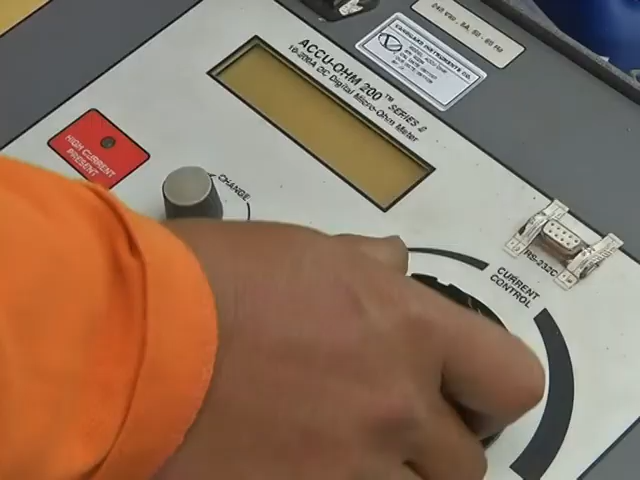 240 Vac, 5A, 50 - 60 Hz
VANGUARD INSTRUMENTS CO.
ACCU-OHM 200™ SERIES 2
10-200A DC Digital Micro-Ohm Meter
HIGH CURRENT
PRESENT
CHANGE
RS-232C
CURRENT
CONTROL